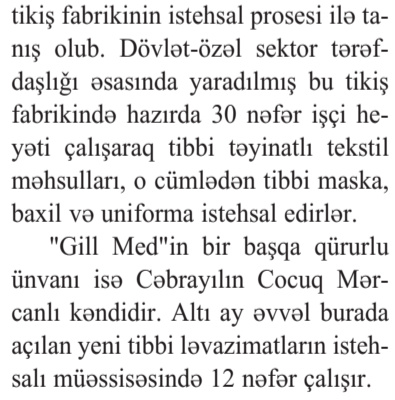 tikiş fabrikinin istehsal prosesi ilə ta-
nış olub. Dövlət-özəl sektor tərəf-
daşlığı əsasında yaradılmış bu tikiş
fabrikində hazırda 30 nəfər işçi he-
yəti çalışaraq tibbi təyinatlı tekstil
məhsulları, o cümlədən tibbi maska,
baxil və uniforma istehsal edirlər.
"Gill Med"in bir başqa qürurlu
ünvanı isə Cəbrayılın Cocuq Mər-
canlı kəndidir. Altı ay əvvəl burada
açılan yeni tibbi ləvazimatların isteh-
salı müəssisəsində 12 nəfər çalışır.